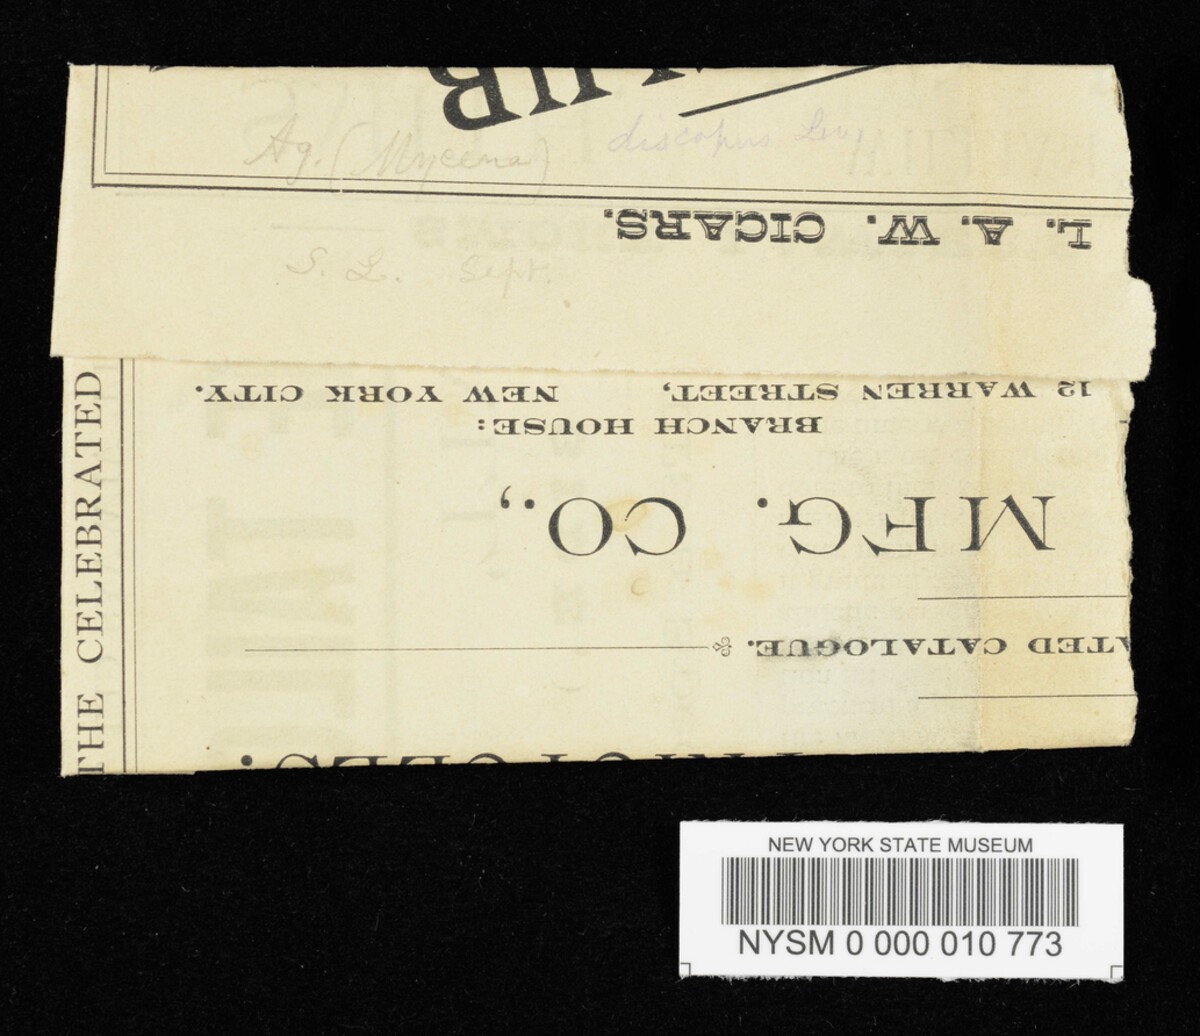 LUB
Ag. (Mycena) discopus Lev.
L. A. W. CIGARS.
S. L. Sept.
THE CELEBRATED
12 WARREN STREET, NEW YORK CITY.
BRANCH HOUSE:
MFG. CO.,
ATED CATALOGUE.
NEW YORK STATE MUSEUM
NYSM 0 000 010 773